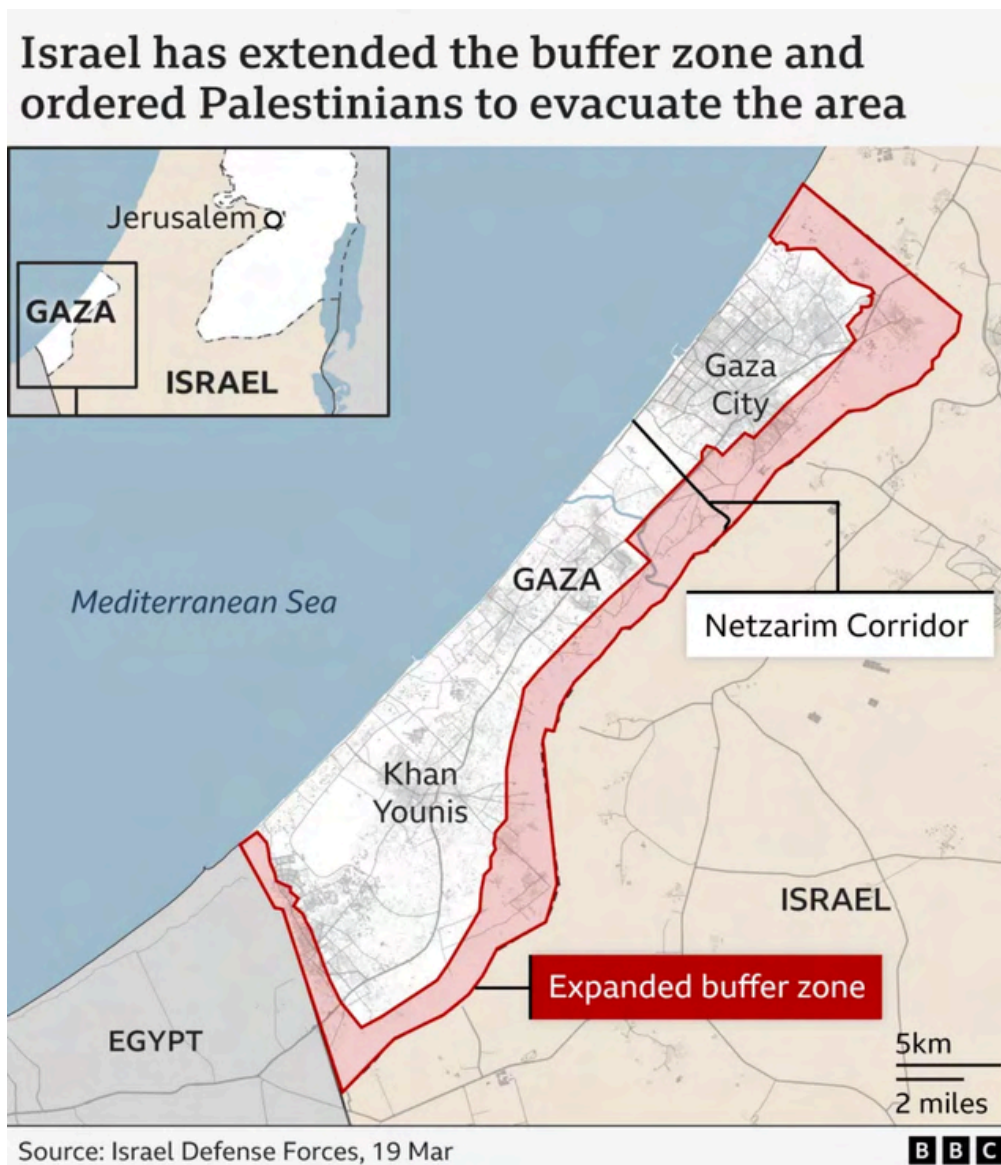 Israel has extended the buffer zone and
ordered Palestinians to evacuate the area
Jerusalem
GAZA
ISRAEL
Gaza
City
Mediterranean Sea
GAZA
Netzarim Corridor
Khan
Younis
ISRAEL
Expanded buffer zone
EGYPT
5km
2 miles
Source: Israel Defense Forces, 19 Mar
BBC